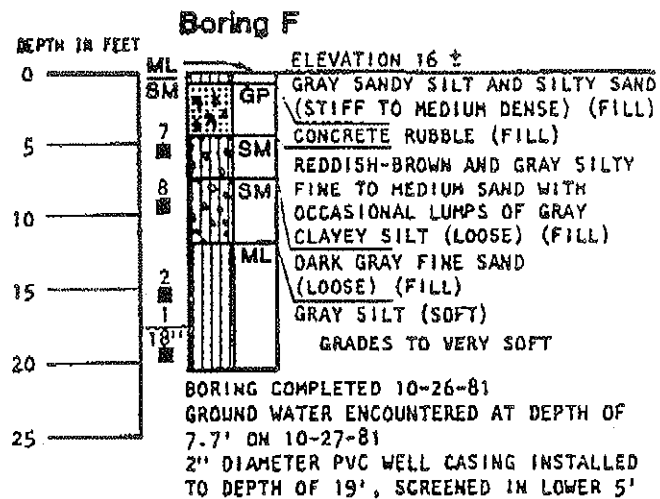 Boring F
DEPTH IN FEET
ELEVATION 16 ±
ML
SM
0
5
10
15
20
25
7
8
2
1
18"
GP
SM
SM
ML
GRAY SANDY SILT AND SILTY SAND
(STIFF TO MEDIUM DENSE) (FILL)
CONCRETE RUBBLE (FILL)
REDDISH-BROWN AND GRAY SILTY
FINE TO MEDIUM SAND WITH
OCCASIONAL LUMPS OF GRAY
CLAYEY SILT (LOOSE) (FILL)
DARK GRAY FINE SAND
(LOOSE) (FILL)
GRAY SILT (SOFT)
GRADES TO VERY SOFT
BORING COMPLETED 10-26-81
GROUND WATER ENCOUNTERED AT DEPTH OF
7.7' ON 10-27-81
2" DIAMETER PVC WELL CASING INSTALLED
TO DEPTH OF 19', SCREENED IN LOWER 5'